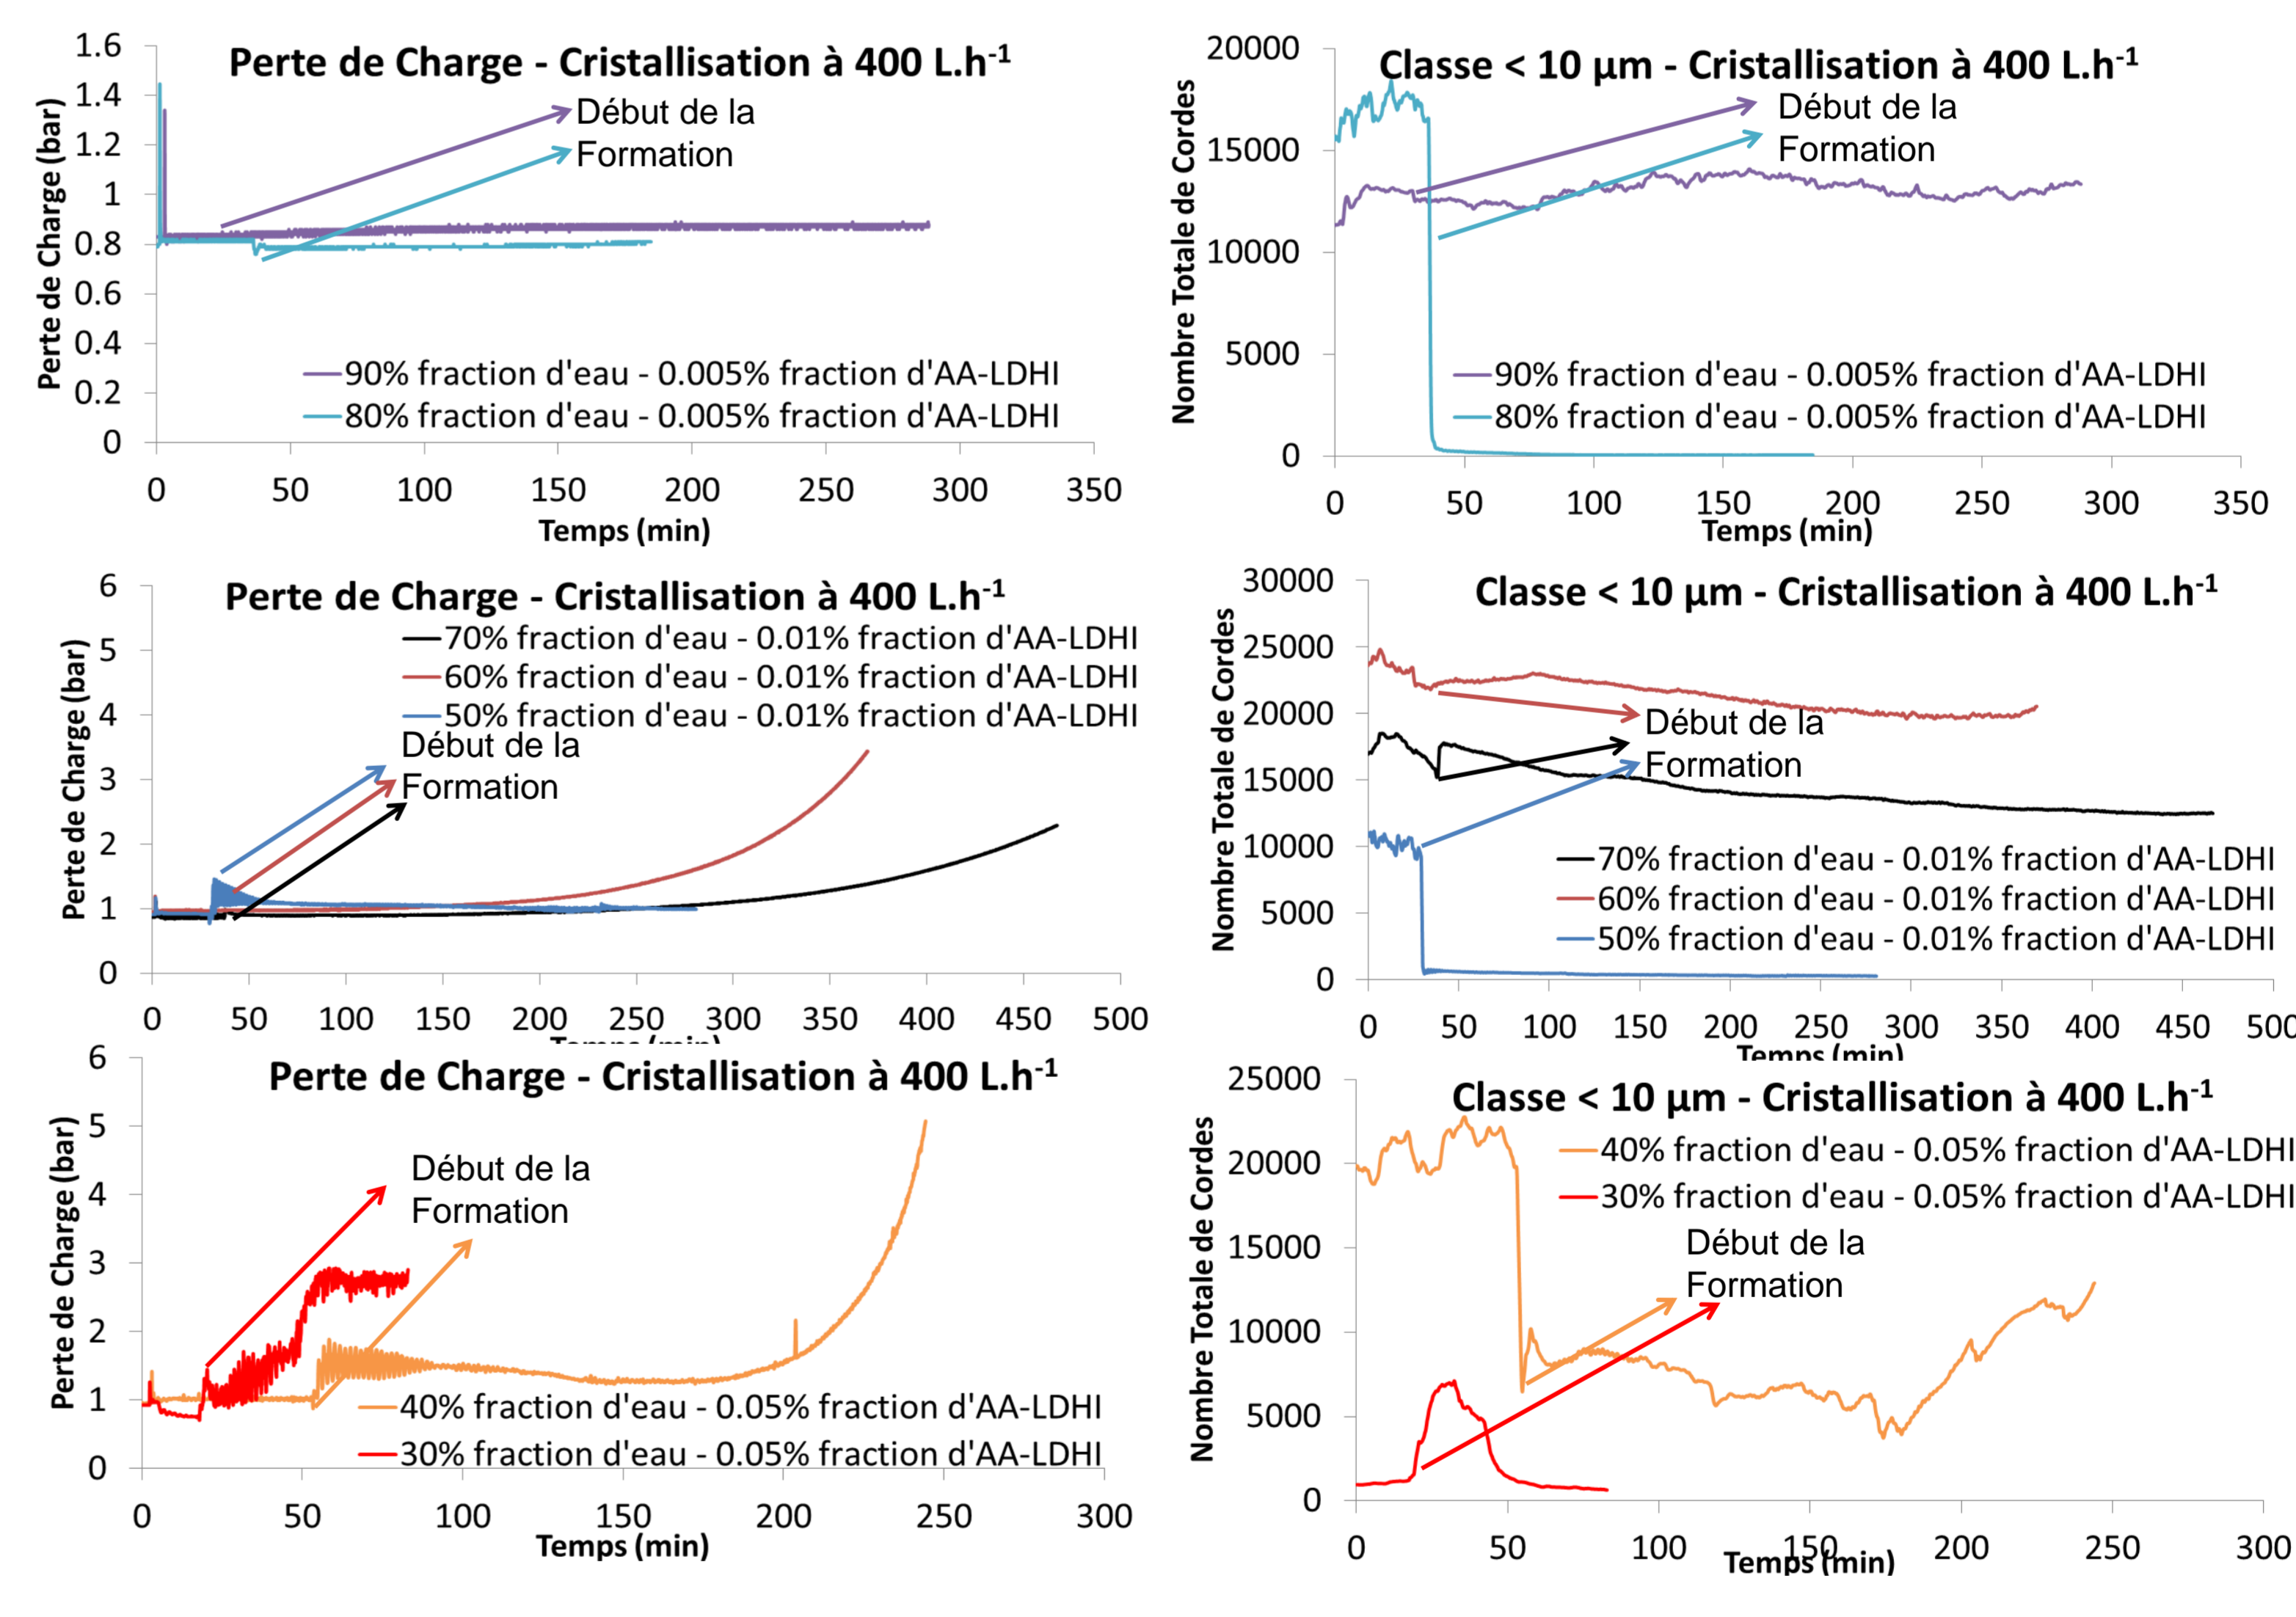 Perte de Charge - Cristallisation à 400 L.h-1
Perte de Charge (bar)
1.6
1.4
1.2
1
0.8
0.6
0.4
0.2
0
Début de la
Formation
90% fraction d'eau - 0.005% fraction d'AA-LDHI
80% fraction d'eau - 0.005% fraction d'AA-LDHI
0 50 100 150 200 250 300 350
Temps (min)
Classe < 10 µm - Cristallisation à 400 L.h-1
Nombre Totale de Cordes
20000
15000
10000
5000
0
Début de la
Formation
90% fraction d'eau - 0.005% fraction d'AA-LDHI
80% fraction d'eau - 0.005% fraction d'AA-LDHI
0 50 100 150 200 250 300 350
Temps (min)
Perte de Charge - Cristallisation à 400 L.h-1
Perte de Charge (bar)
6
5
4
3
2
1
0
70% fraction d'eau - 0.01% fraction d'AA-LDHI
60% fraction d'eau - 0.01% fraction d'AA-LDHI
50% fraction d'eau - 0.01% fraction d'AA-LDHI
Début de la
Formation
0 50 100 150 200 250 300 350 400 450 500
Temps (min)
Classe < 10 µm - Cristallisation à 400 L.h-1
Nombre Totale de Cordes
30000
25000
20000
15000
10000
5000
0
Début de la
Formation
70% fraction d'eau - 0.01% fraction d'AA-LDHI
60% fraction d'eau - 0.01% fraction d'AA-LDHI
50% fraction d'eau - 0.01% fraction d'AA-LDHI
0 50 100 150 200 250 300 350 400 450 500
Temps (min)
Perte de Charge - Cristallisation à 400 L.h-1
Perte de Charge (bar)
6
5
4
3
2
1
0
Début de la
Formation
40% fraction d'eau - 0.05% fraction d'AA-LDHI
30% fraction d'eau - 0.05% fraction d'AA-LDHI
0 50 100 150 200 250 300
Temps (min)
Classe < 10 µm - Cristallisation à 400 L.h-1
Nombre Totale de Cordes
25000
20000
15000
10000
5000
0
40% fraction d'eau - 0.05% fraction d'AA-LDHI
30% fraction d'eau - 0.05% fraction d'AA-LDHI
Début de la
Formation
0 50 100 150 200 250 300
Temps (min)